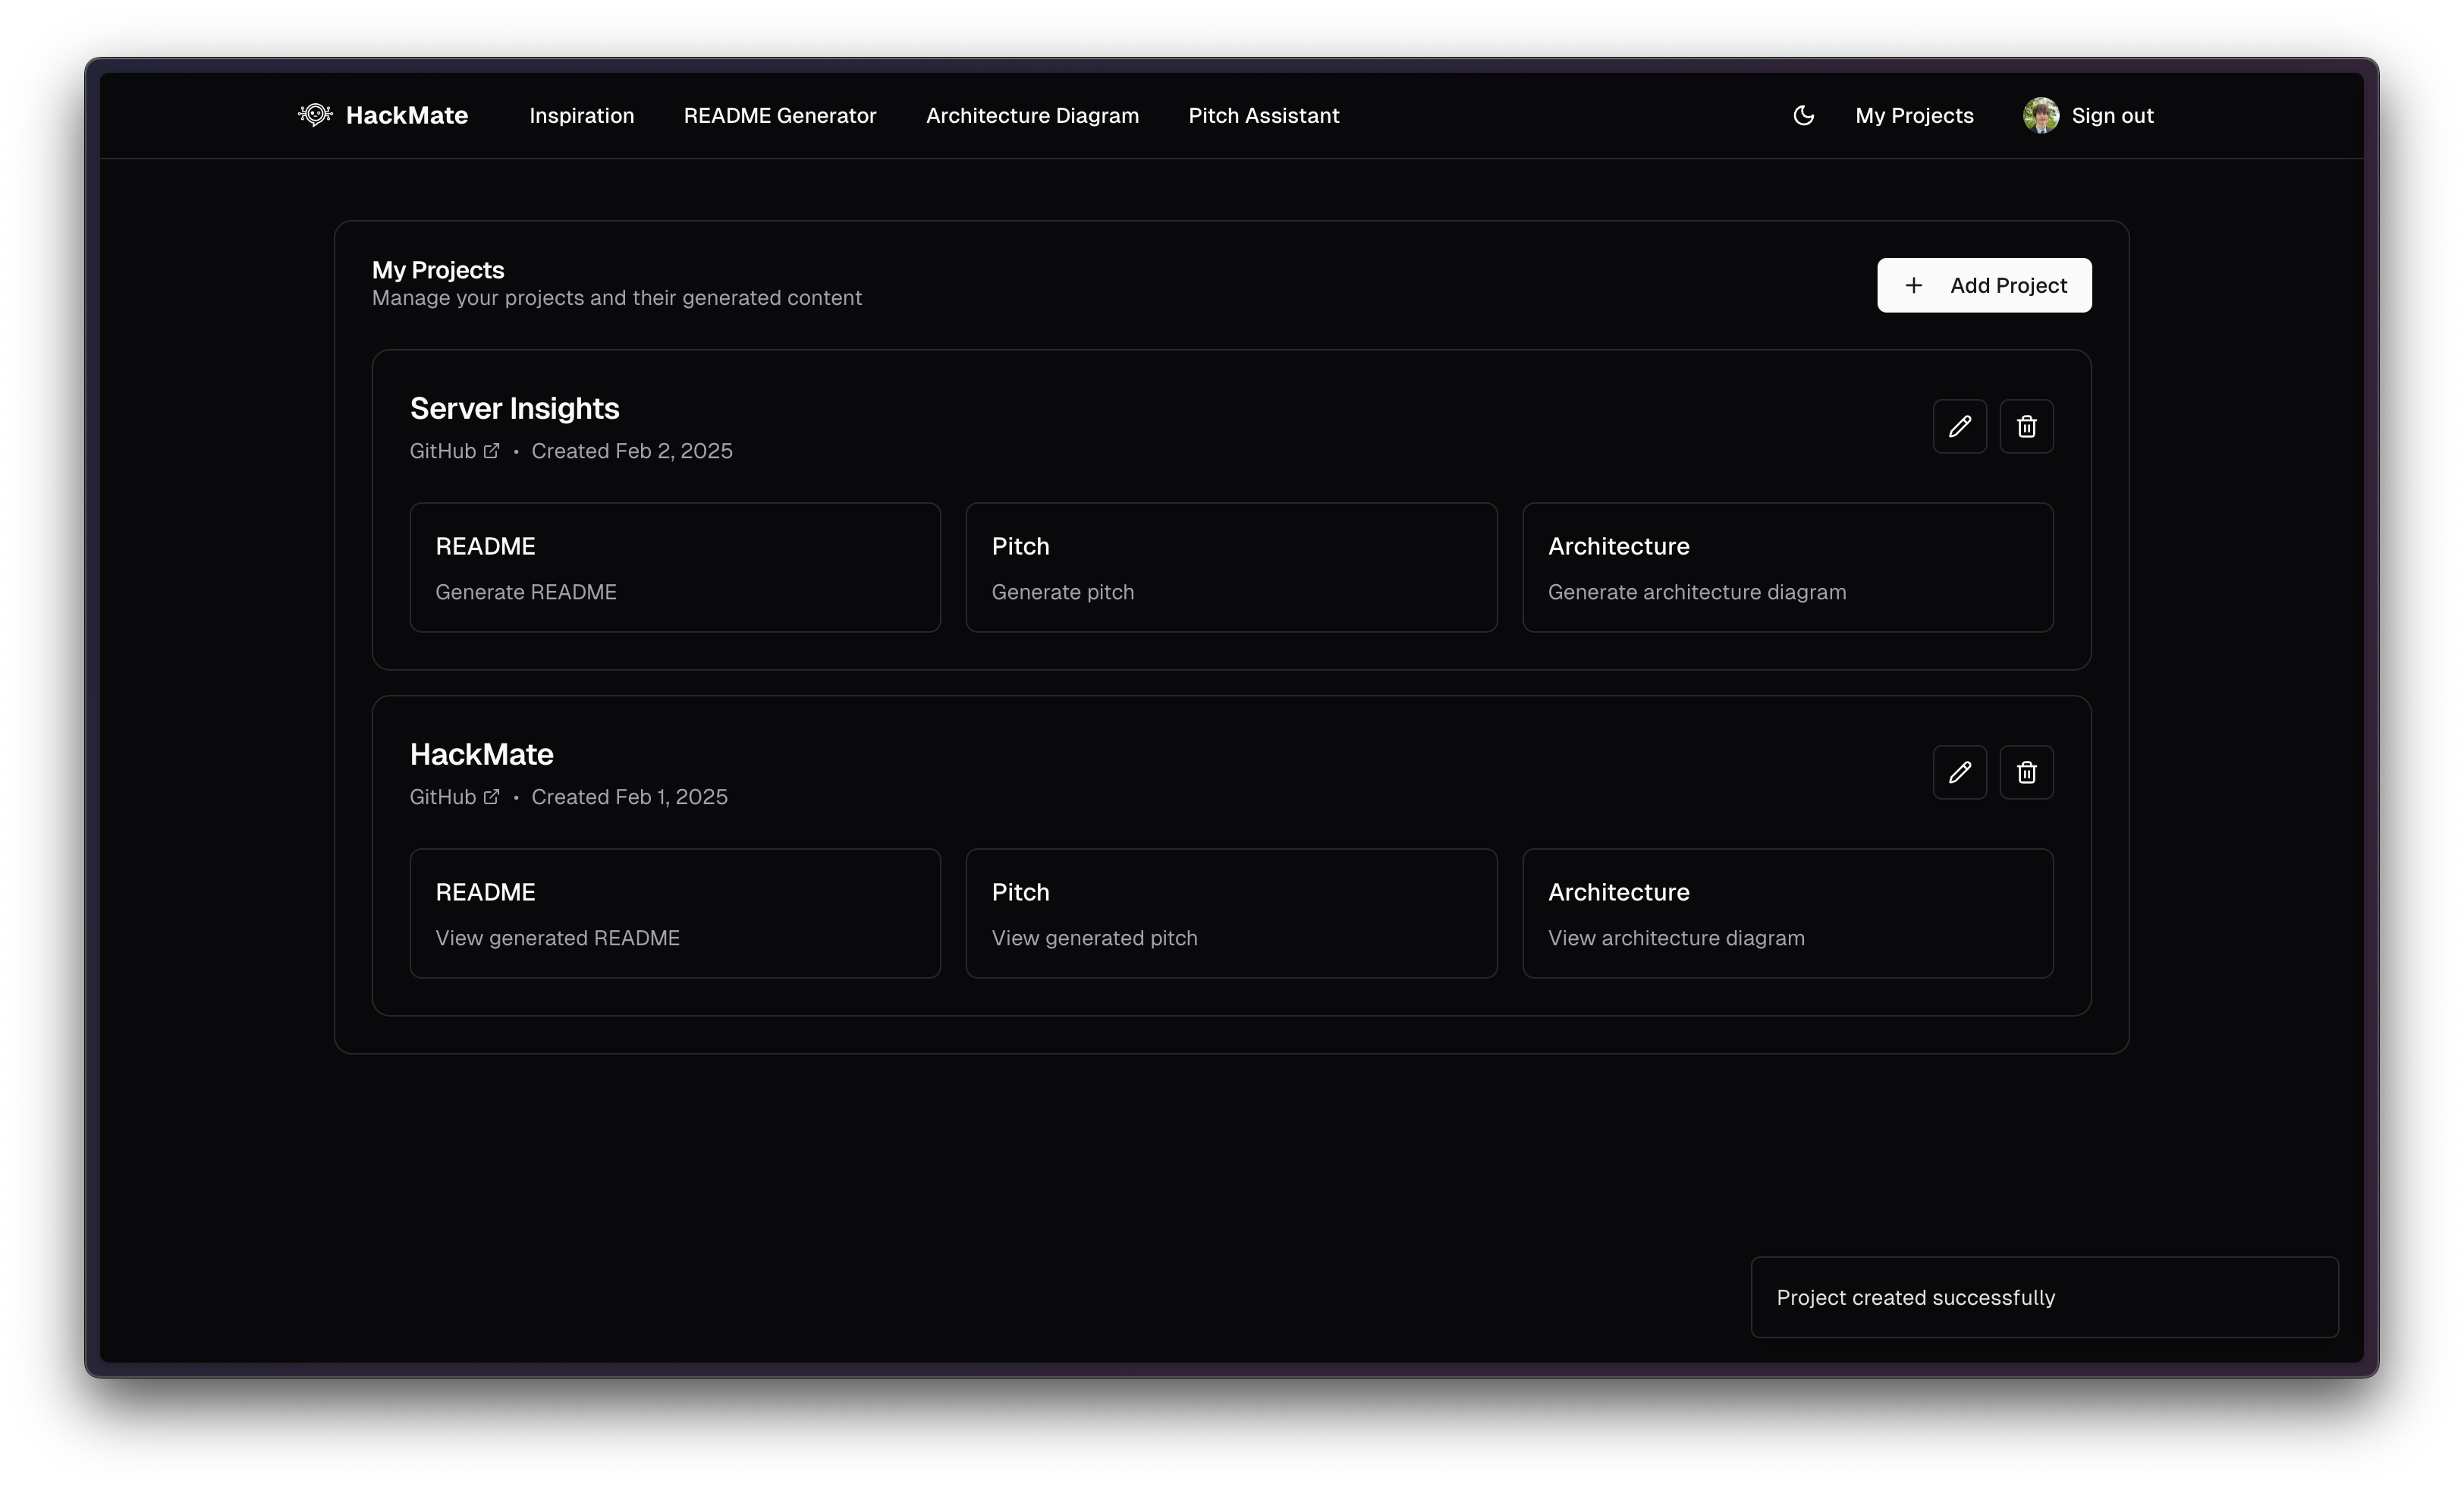 HackMate
Inspiration
README Generator
Architecture Diagram
Pitch Assistant
My Projects
Sign out
My Projects
Manage your projects and their generated content
Add Project
Server Insights
GitHub • Created Feb 2, 2025
README
Generate README
Pitch
Generate pitch
Architecture
Generate architecture diagram
HackMate
GitHub • Created Feb 1, 2025
README
View generated README
Pitch
View generated pitch
Architecture
View architecture diagram
Project created successfully